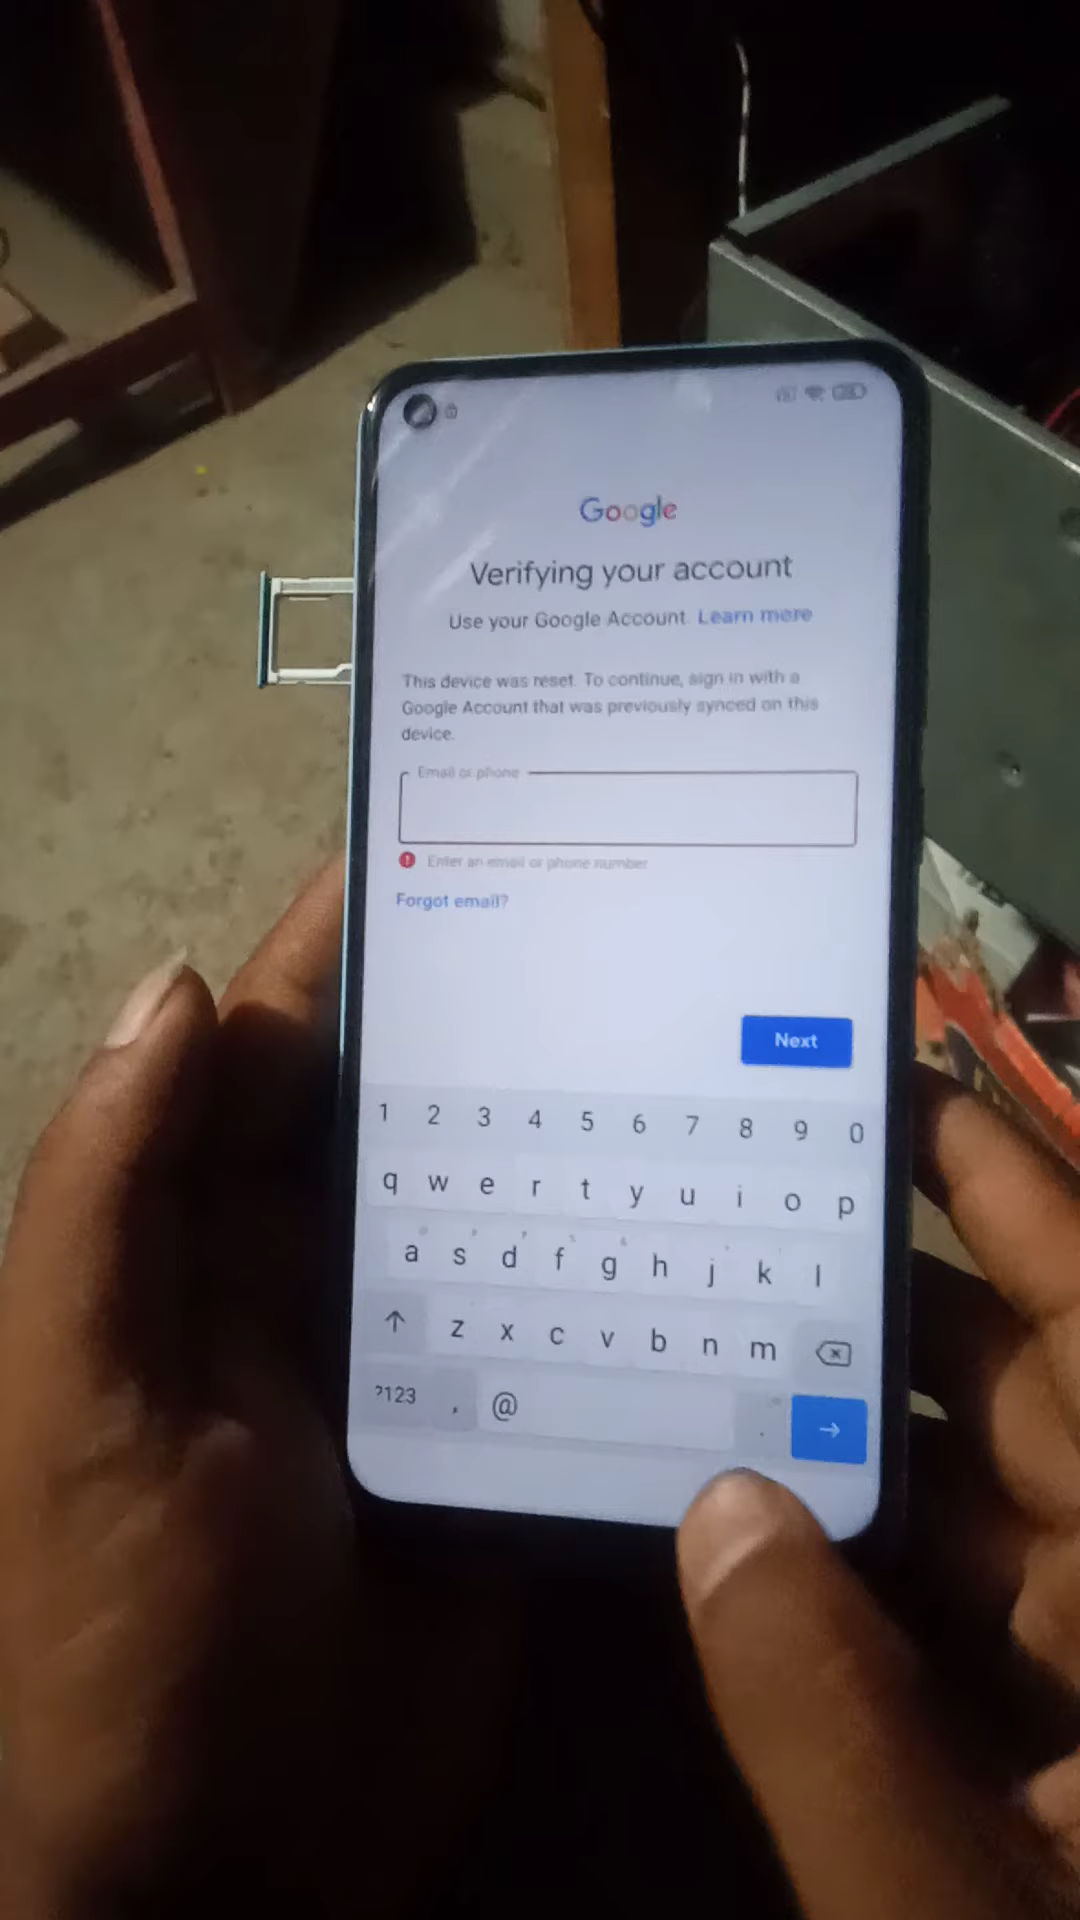 Google
Verifying your account
Use your Google Account. Learn more
This device was reset. To continue, sign in with a
Google Account that was previously synced on this
device.
Email or phone
Enter an email or phone number
Forgot email?
Next
1 2 3 4 5 6 7 8 9 0
q w e r t y u i o p
a s d f g h j k l
z x c v b n m
?123 , @ .